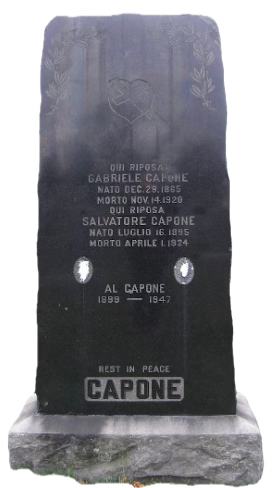 QUI RIPOSA
GABRIELE CAPONE
NATO DEC. 29. 1865
MORTO NOV. 14. 1920
QUI RIPOSA
SALVATORE CAPONE
NATO LUGLIO 16. 1895
MORTO APRILE 1. 1924
AL CAPONE
1899 — 1947
REST IN PEACE
CAPONE